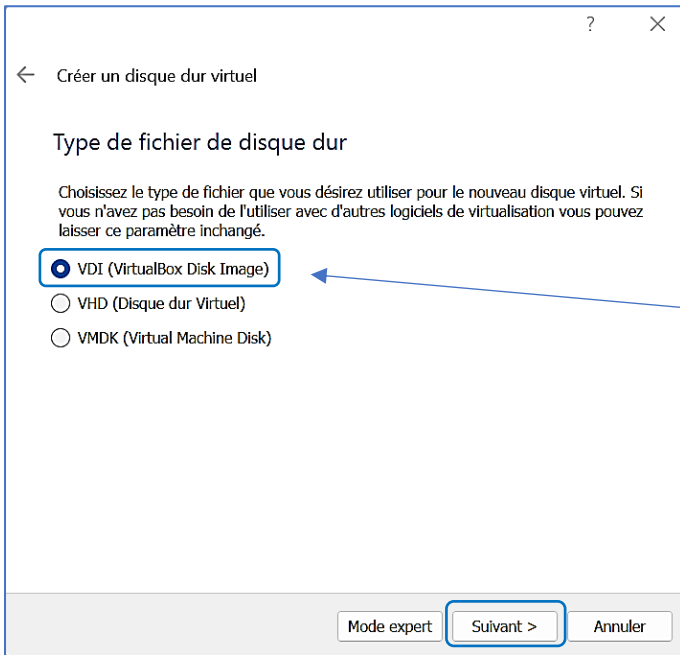 ?
Créer un disque dur virtuel
Type de fichier de disque dur
Choisissez le type de fichier que vous désirez utiliser pour le nouveau disque virtuel. Si
vous n'avez pas besoin de l'utiliser avec d'autres logiciels de virtualisation vous pouvez
laisser ce paramètre inchangé.
VDI (VirtualBox Disk Image)
VHD (Disque dur Virtuel)
VMDK (Virtual Machine Disk)
Mode expert Suivant > Annuler